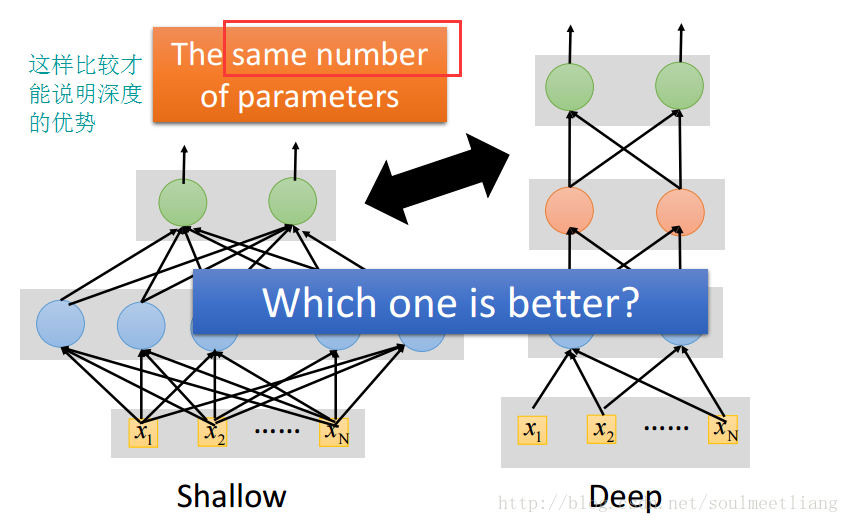 这样比较才
能说明深度
的优势
The same number
of parameters
Which one is better?
x1 x2 …… xN
x1 x2 …… xN
Shallow
Deep
http://blog.csdn.net/soulmeetliang